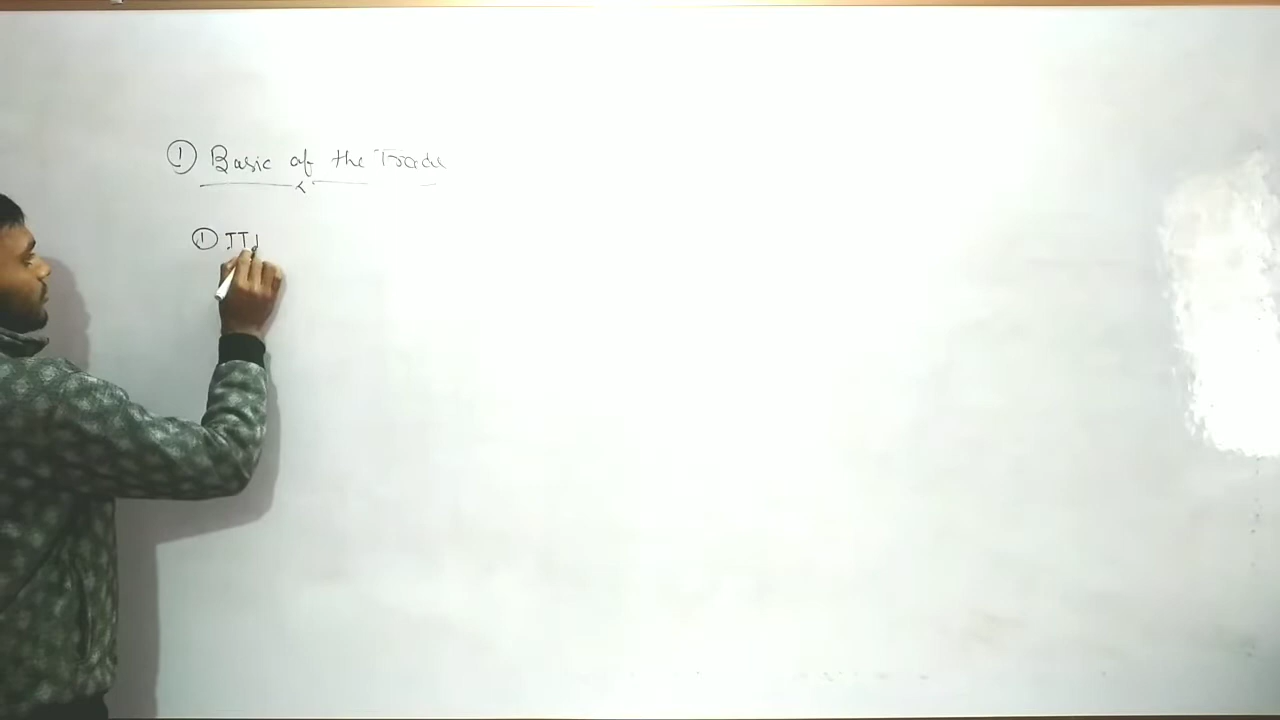 ① Basic of the Trade
① ITI